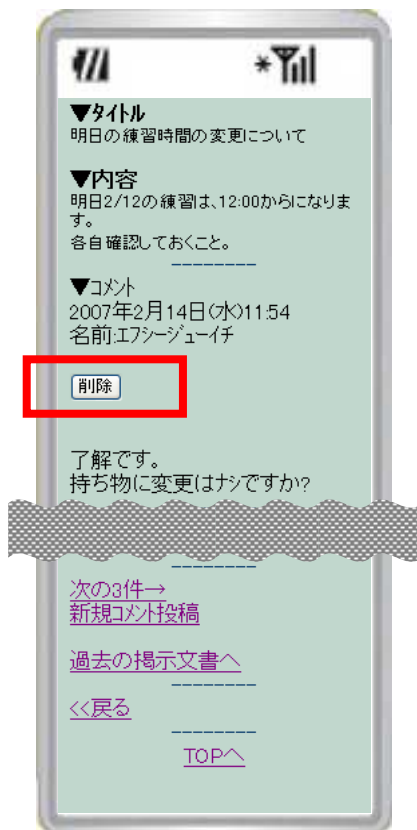 ▼タイトル
明日の練習時間の変更について
▼内容
明日2/12の練習は、12:00からになりま
す。
各自確認しておくこと。
--------
▼コメント
2007年2月14日(水)11:54
名前:エフシージューイチ
削除
了解です。
持ち物に変更はナシですか?
--------
次の3件→
新規コメント投稿
過去の掲示文書へ
--------
<<戻る
--------
TOPへ